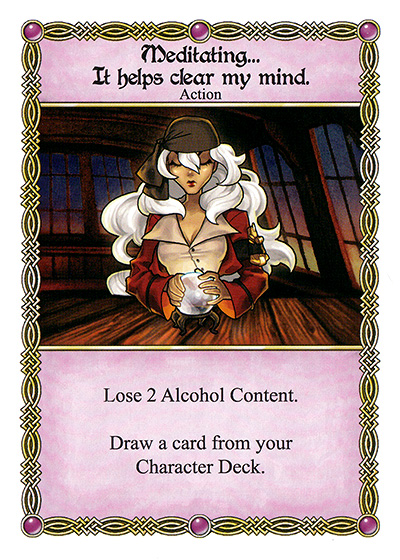 Meditating...
It helps clear my mind.
Action
Lose 2 Alcohol Content.
Draw a card from your
Character Deck.